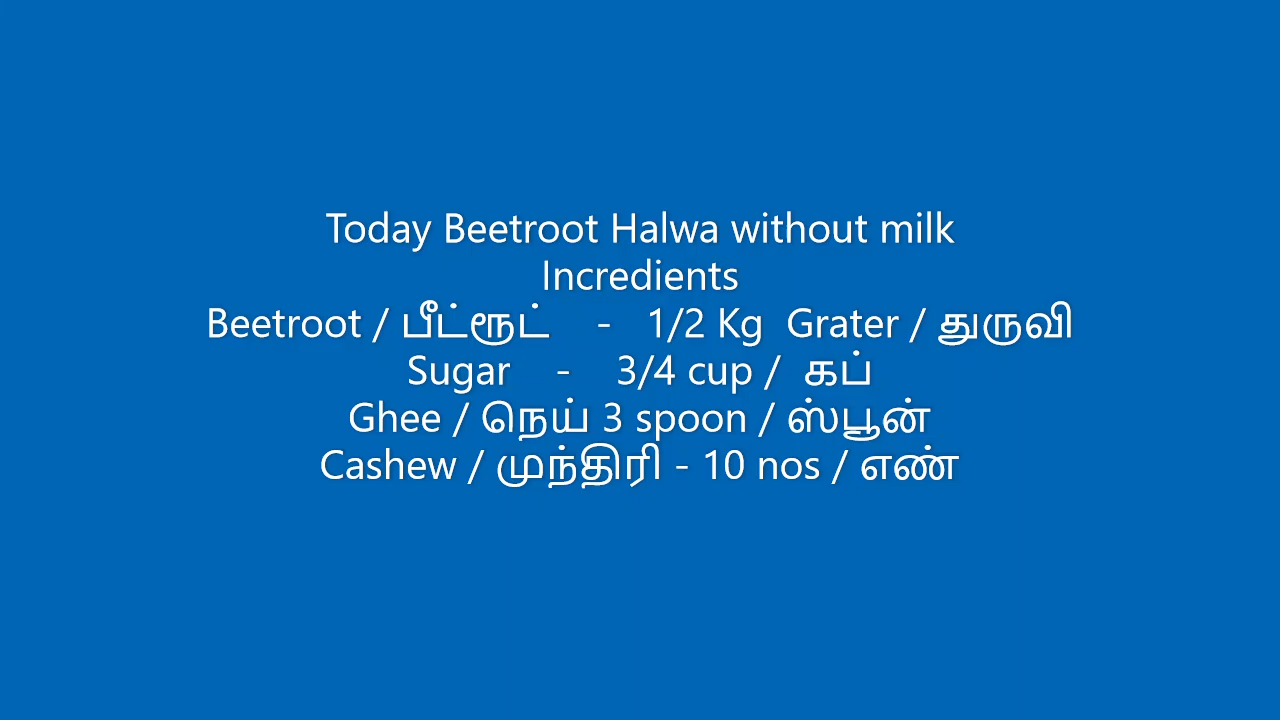 Today Beetroot Halwa without milk
Incredients
Beetroot / பீட்ரூட் - 1/2 Kg Grater / துருவி
Sugar - 3/4 cup / கப்
Ghee / நெய் 3 spoon / ஸ்பூன்
Cashew / முந்திரி - 10 nos / எண்